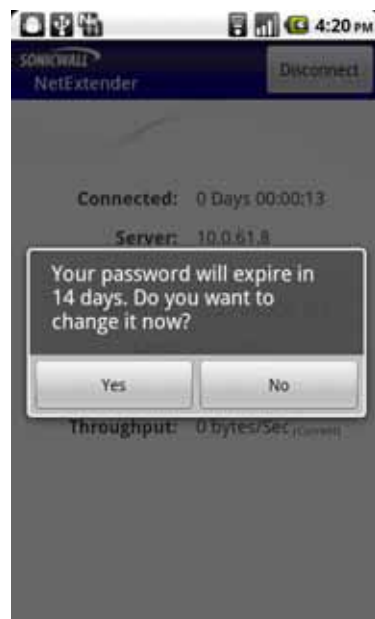 4:20 PM
SONICWALL
NetExtender
Disconnect
Connected: 0 Days 00:00:13
Server: 10.0.61.8
Your password will expire in
14 days. Do you want to
change it now?
Yes
No
Throughput: 0 bytes/Sec (Current)